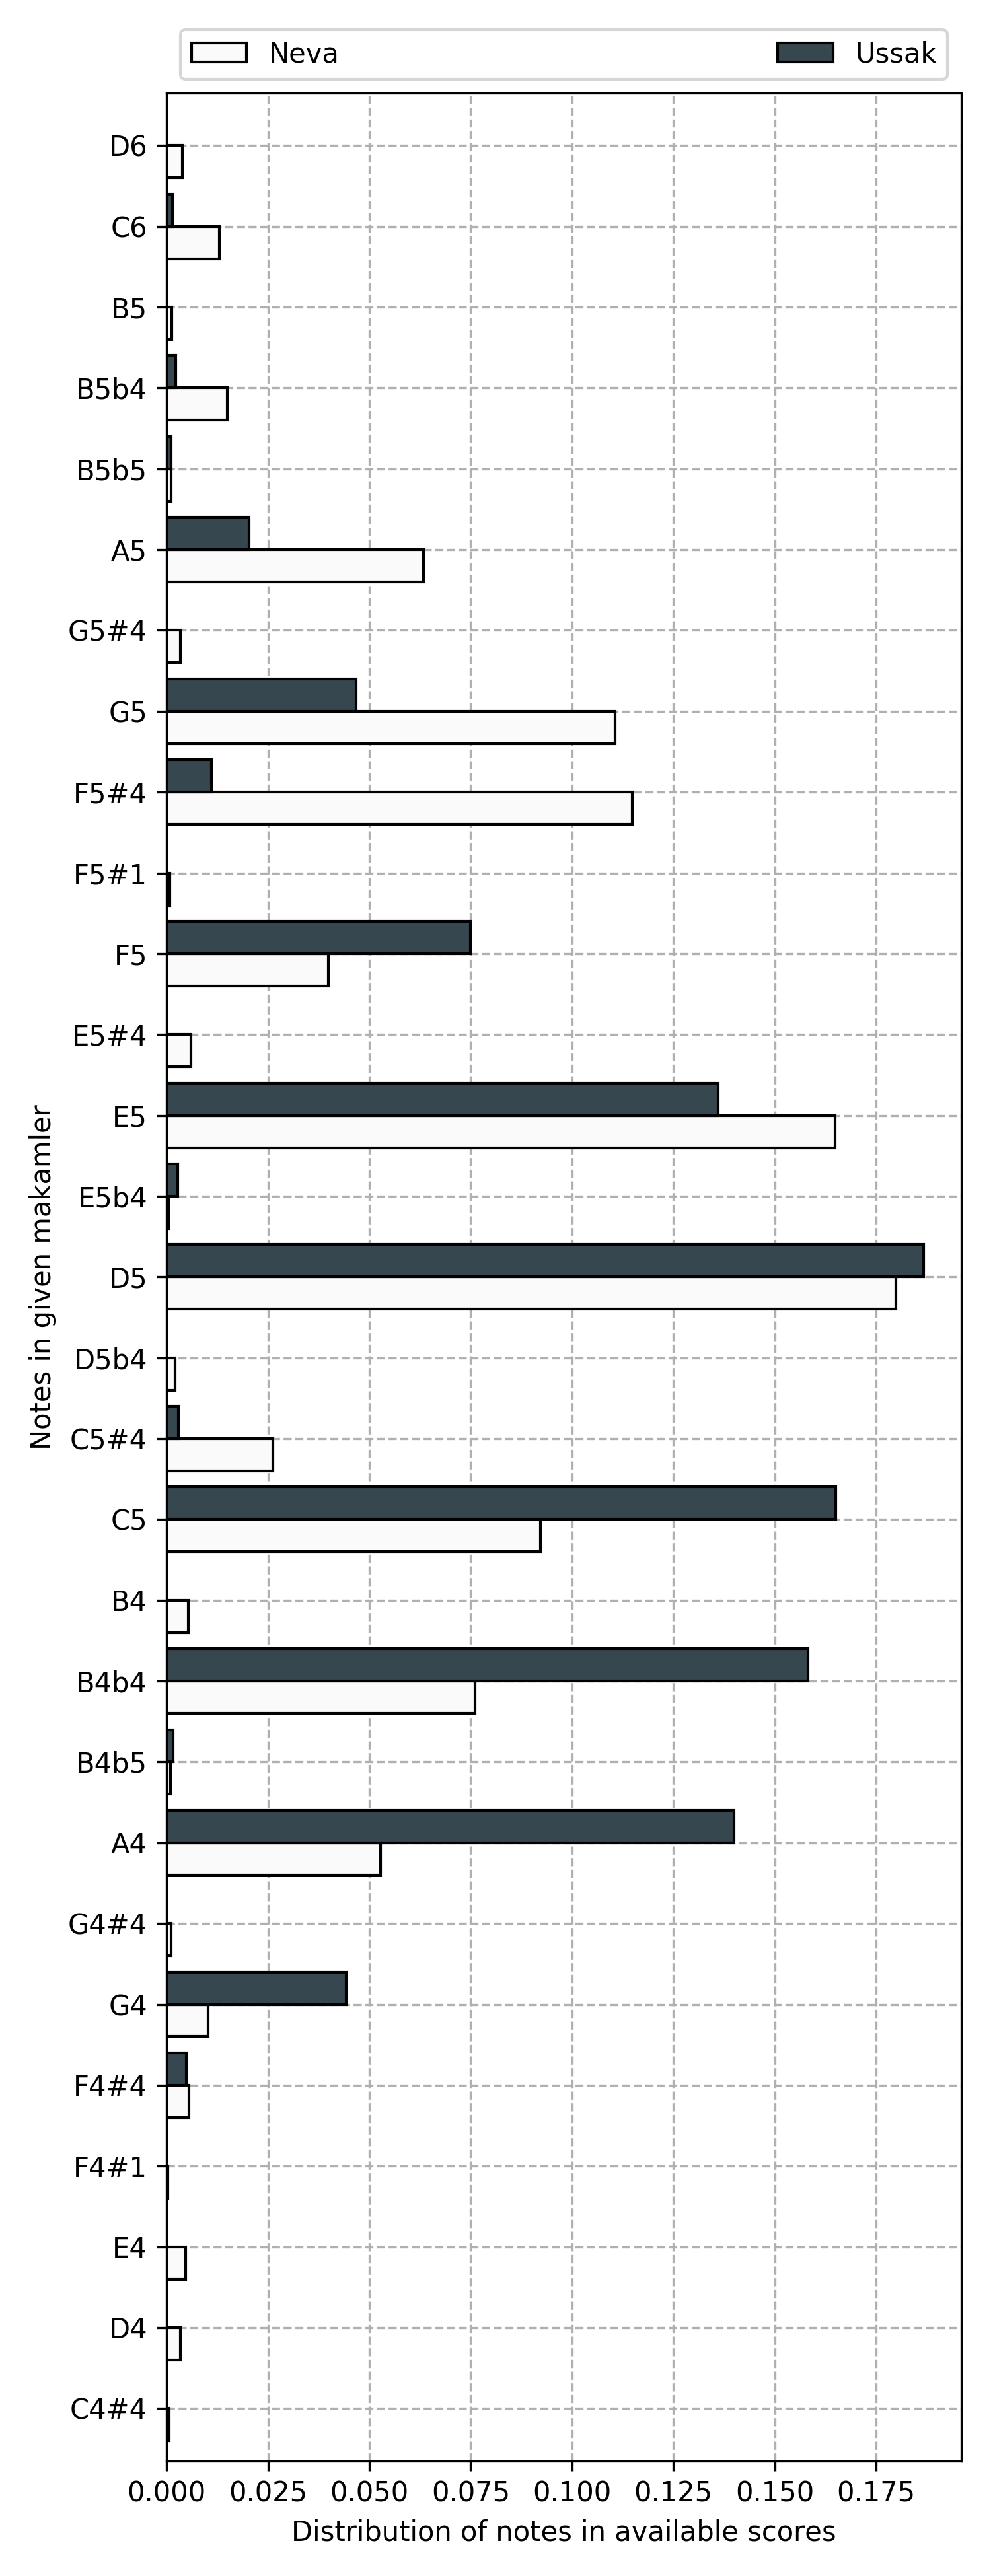 Neva
Ussak
D6
C6
B5
B5b4
B5b5
A5
G5#4
G5
F5#4
F5#1
F5
E5#4
E5
E5b4
D5
D5b4
C5#4
C5
B4
B4b4
B4b5
A4
G4#4
G4
F4#4
F4#1
E4
D4
C4#4
Notes in given makamler
0.000 0.025 0.050 0.075 0.100 0.125 0.150 0.175
Distribution of notes in available scores